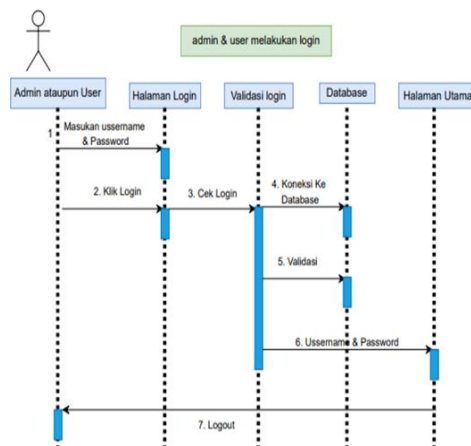 admin & user melakukan login
Admin ataupun User
Halaman Login
Validasi login
Database
Halaman Utama
1
Masukan ussername
& Password
2. Klik Login
3. Cek Login
4. Koneksi Ke
Database
5. Validasi
6. Ussername & Password
7. Logout